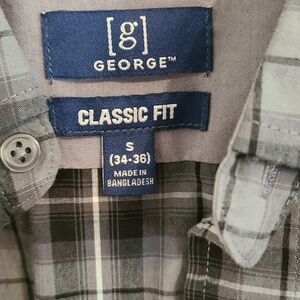 [g]
GEORGE™
CLASSIC FIT
S
(34-36)
MADE IN
BANGLADESH